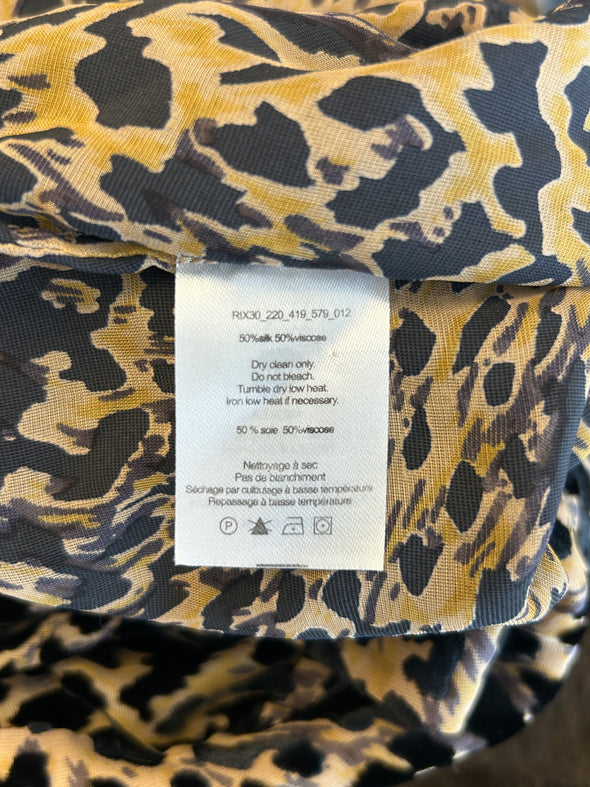 RIX30_220_419_579_012
50%silk 50%viscose
Dry clean only.
Do not bleach.
Tumble dry low heat.
Iron low heat if necessary.
50 % soie 50%viscose
Nettoyage à sec
Pas de blanchiment
Séchage par culbutage à basse température
Repassage à basse température
P